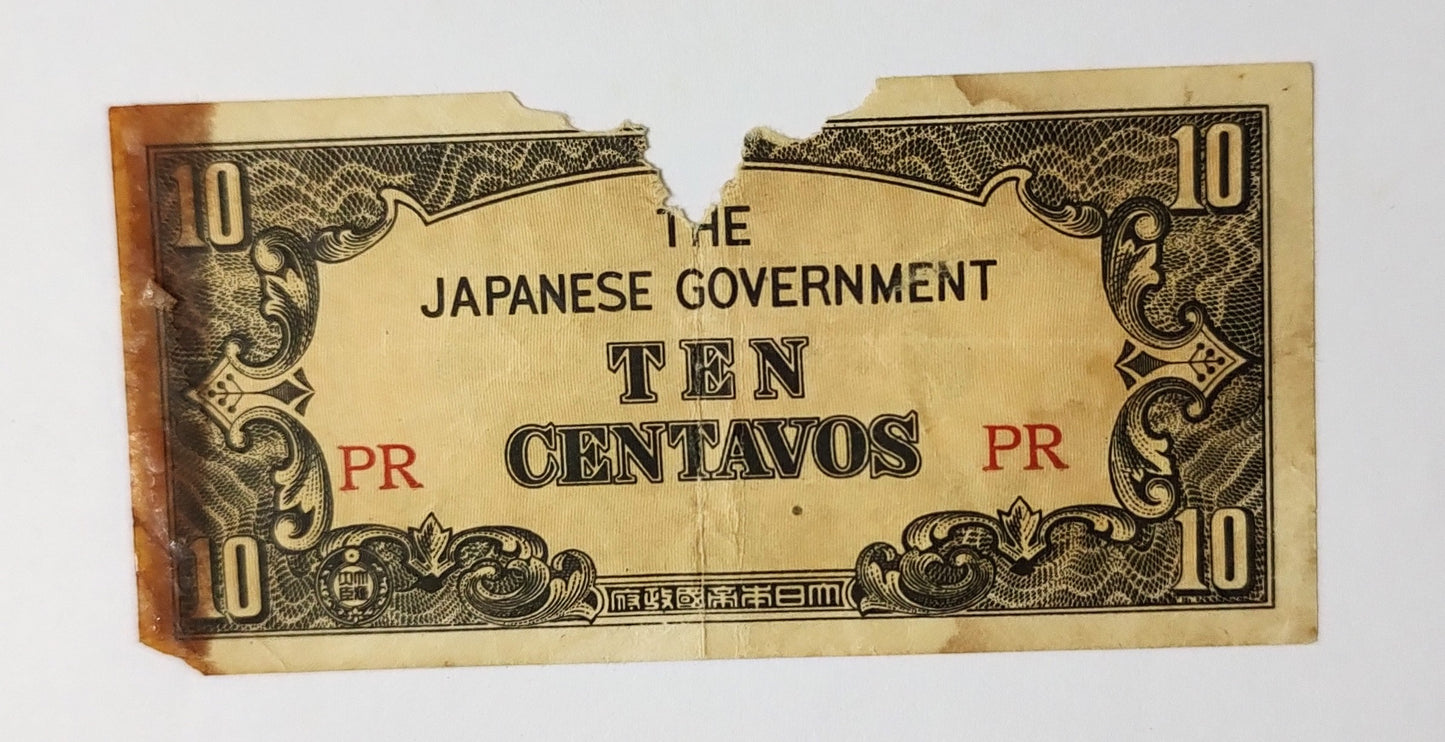 10 10
THE
JAPANESE GOVERNMENT
TEN
CENTAVOS
PR PR
10 10
大日本帝國政府